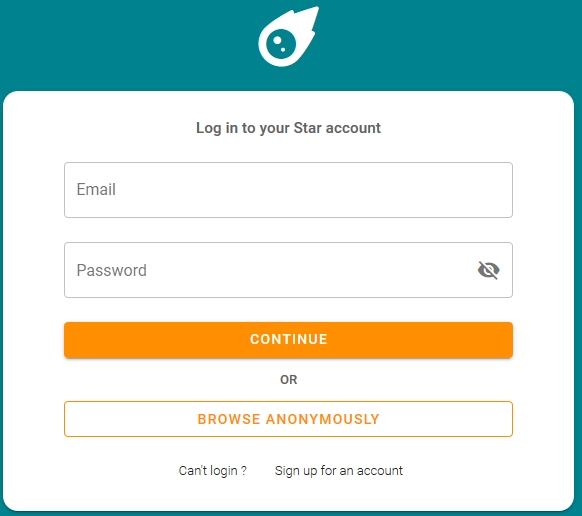 Log in to your Star account
Email
Password
CONTINUE
OR
BROWSE ANONYMOUSLY
Can't login ? Sign up for an account